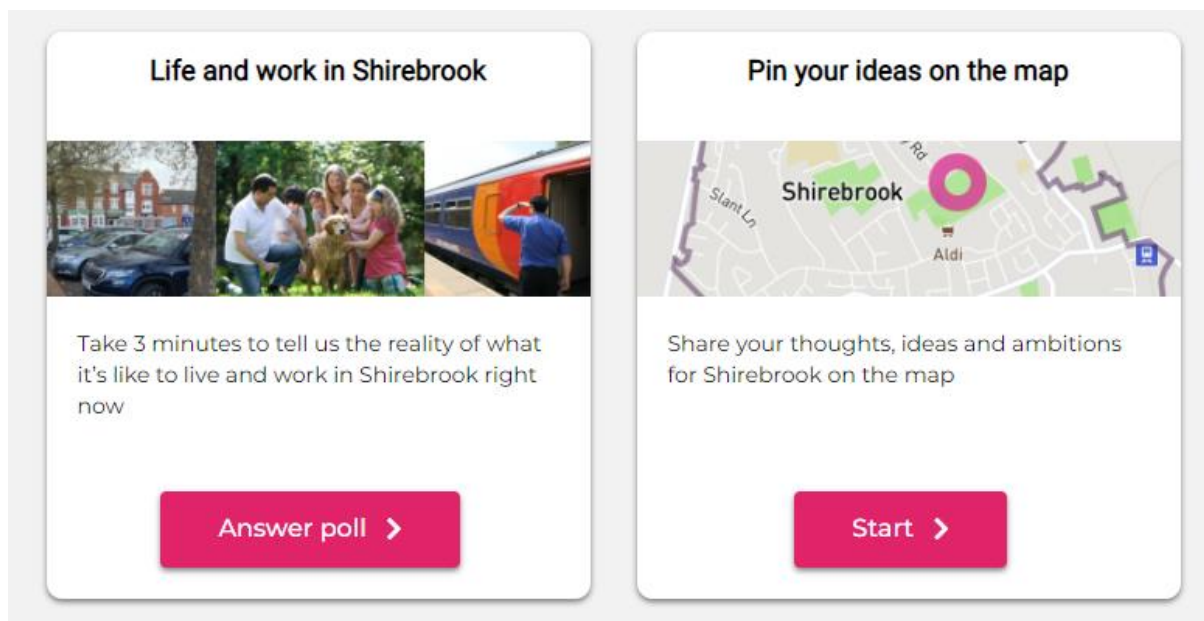 Life and work in Shirebrook
Take 3 minutes to tell us the reality of what
it's like to live and work in Shirebrook right
now
Answer poll
Pin your ideas on the map
Rd
Slant Ln
Shirebrook
Aldi
Share your thoughts, ideas and ambitions
for Shirebrook on the map
Start